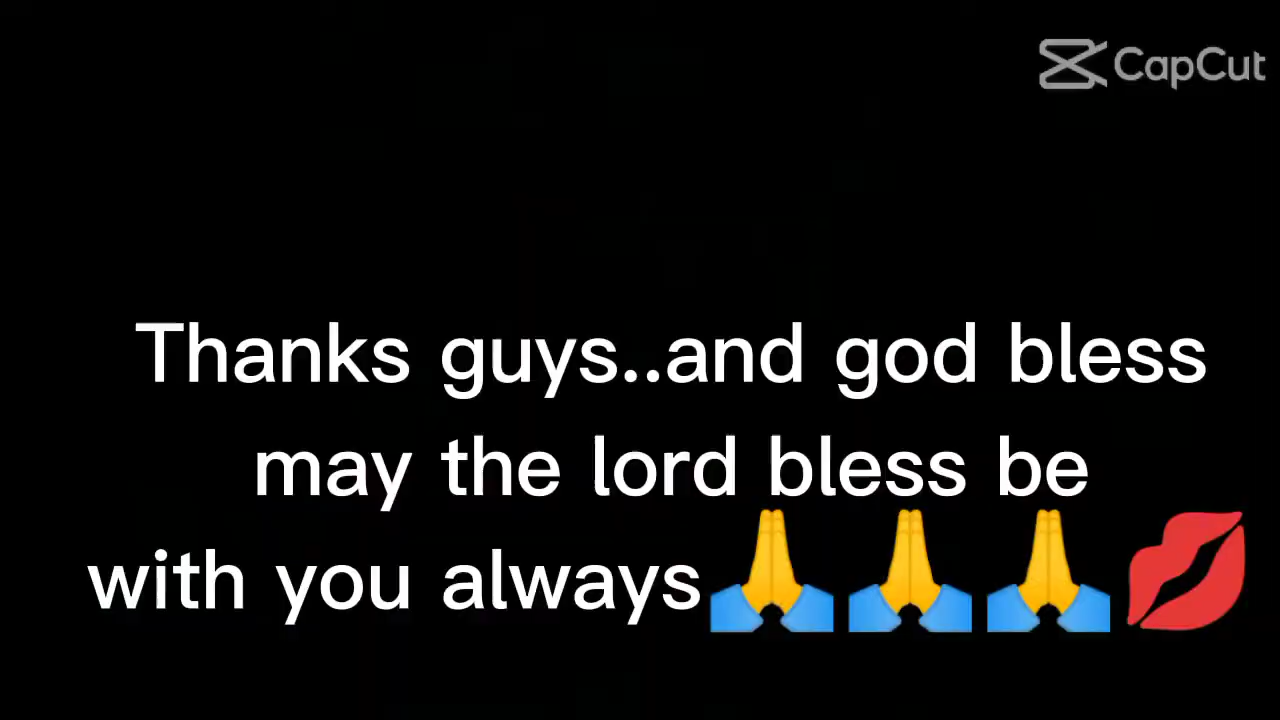 CapCut
Thanks guys..and god bless
may the lord bless be
with you always🙏🙏🙏💋